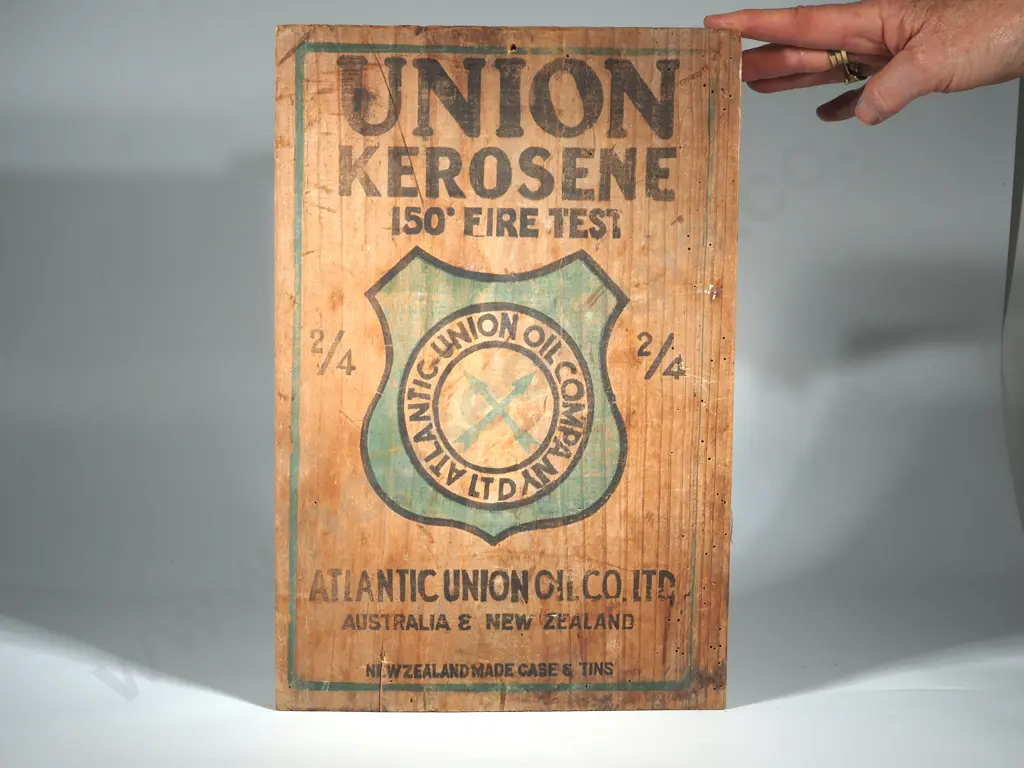 UNION
KEROSENE
150° FIRE TEST
2/4
2/4
ATLANTIC-UNION OIL COMPANY LTD
ATLANTIC UNION OIL CO. LTD.
AUSTRALIA & NEW ZEALAND
NEW ZEALAND MADE CASE & TINS